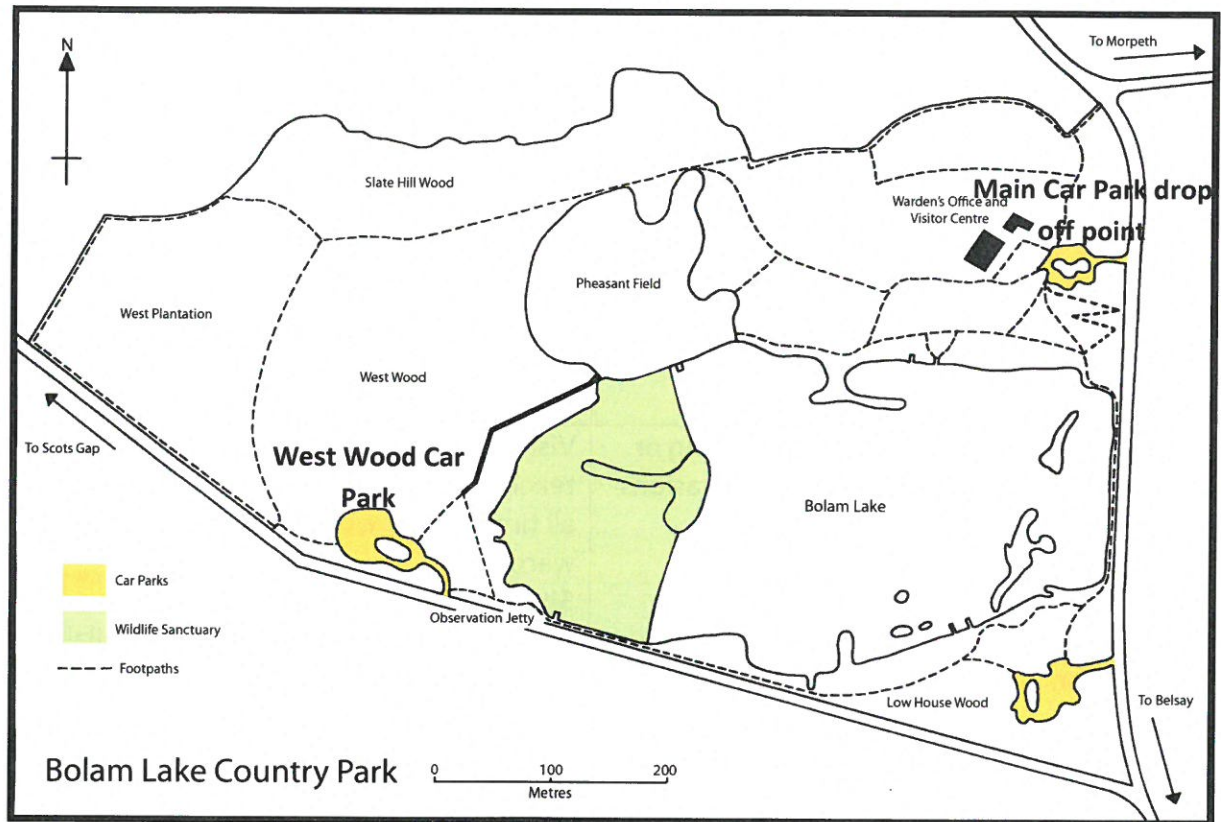 N
To Morpeth
Slate Hill Wood
Main Car Park drop
off point
Warden's Office and
Visitor Centre
Pheasant Field
West Plantation
West Wood
To Scots Gap
West Wood Car
Park
Bolam Lake
Car Parks
Wildlife Sanctuary
Footpaths
Observation Jetty
Low House Wood
To Belsay
Bolam Lake Country Park
0 100 200
Metres